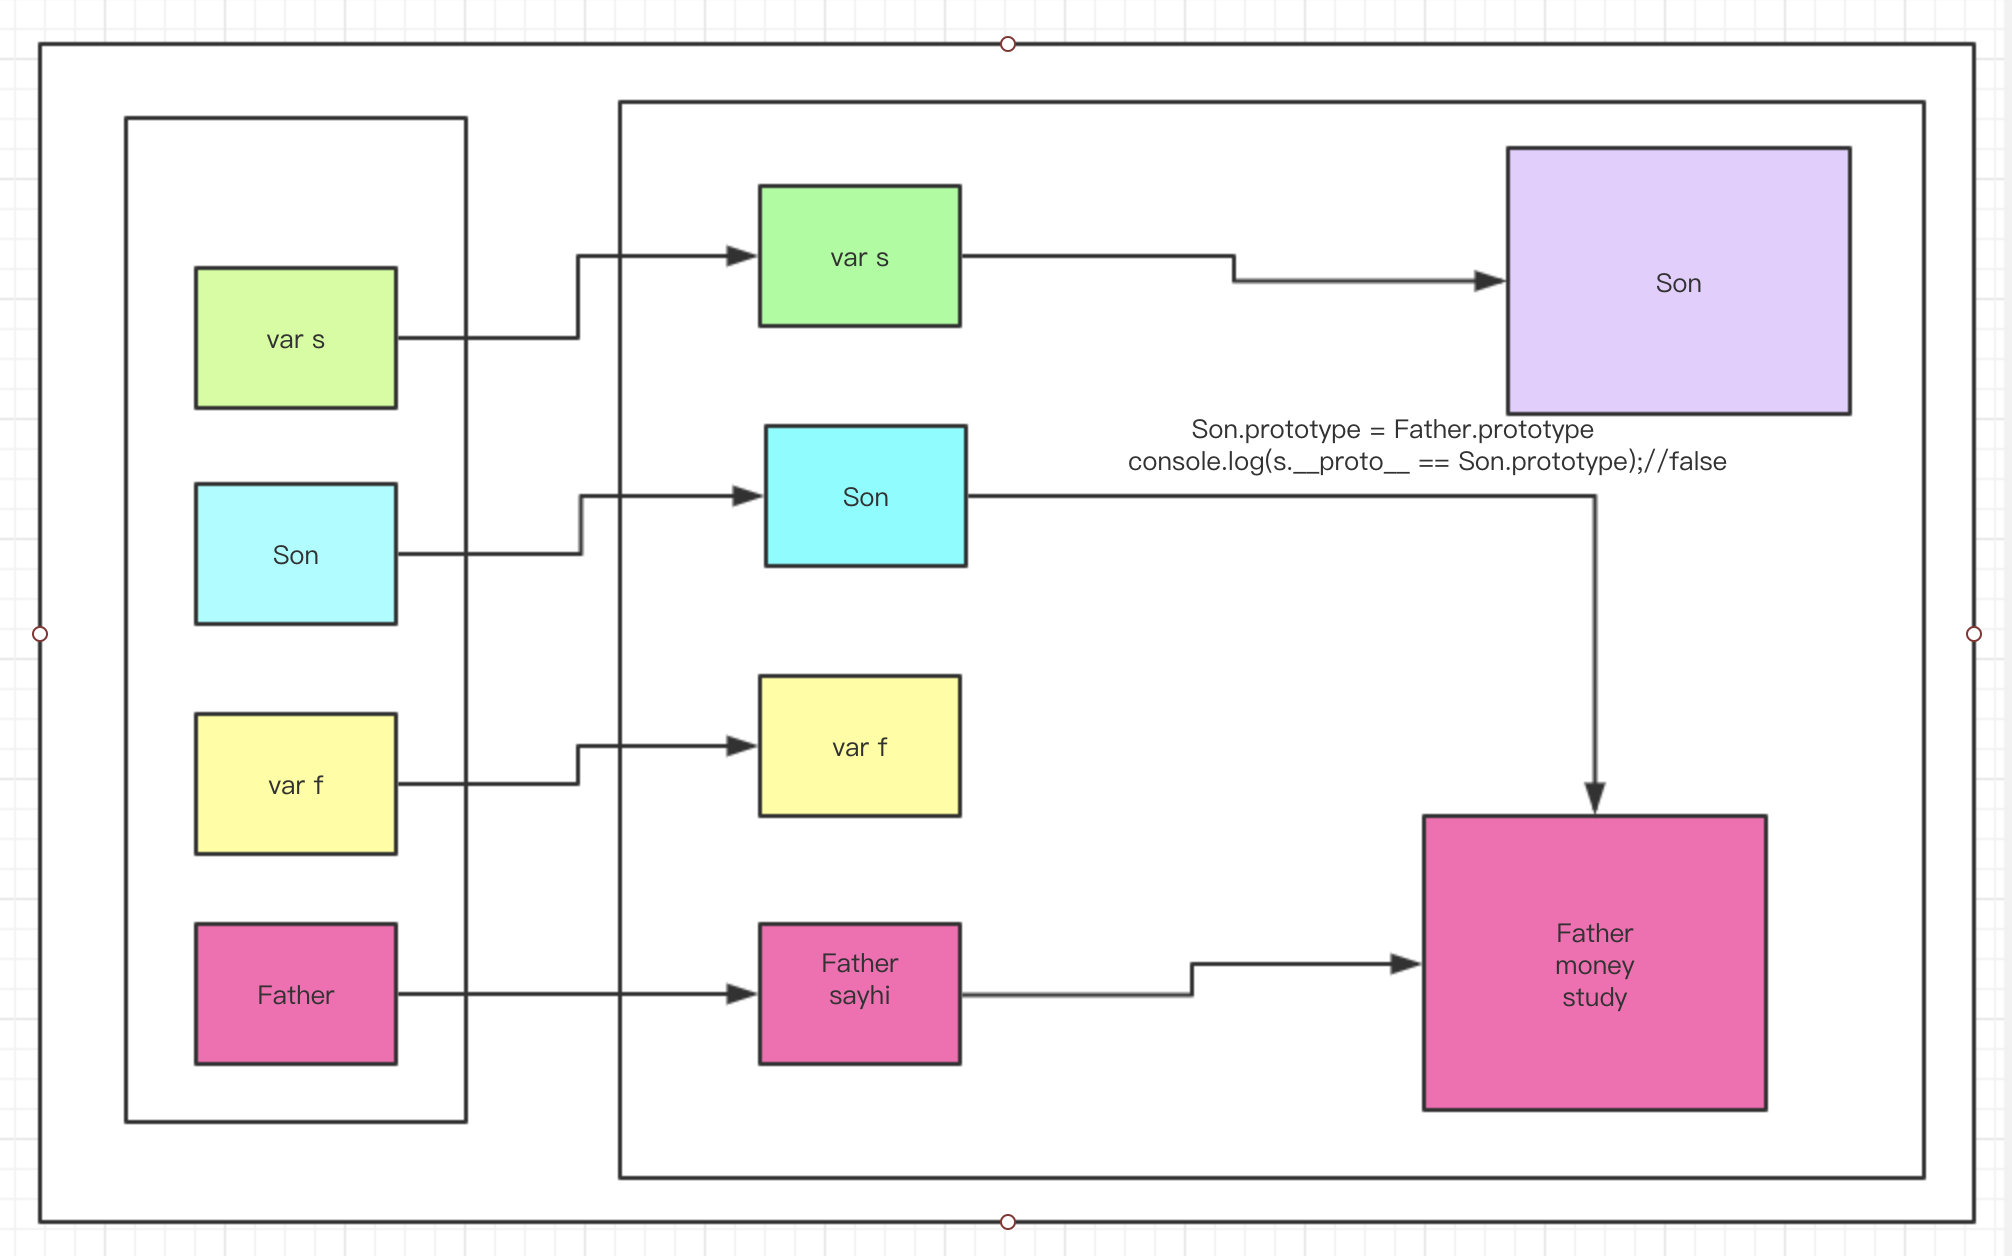 var s
var s
Son
Son.prototype = Father.prototype
console.log(s.__proto__ == Son.prototype);//false
Son
Son
var f
var f
Father
Father
sayhi
Father
money
study